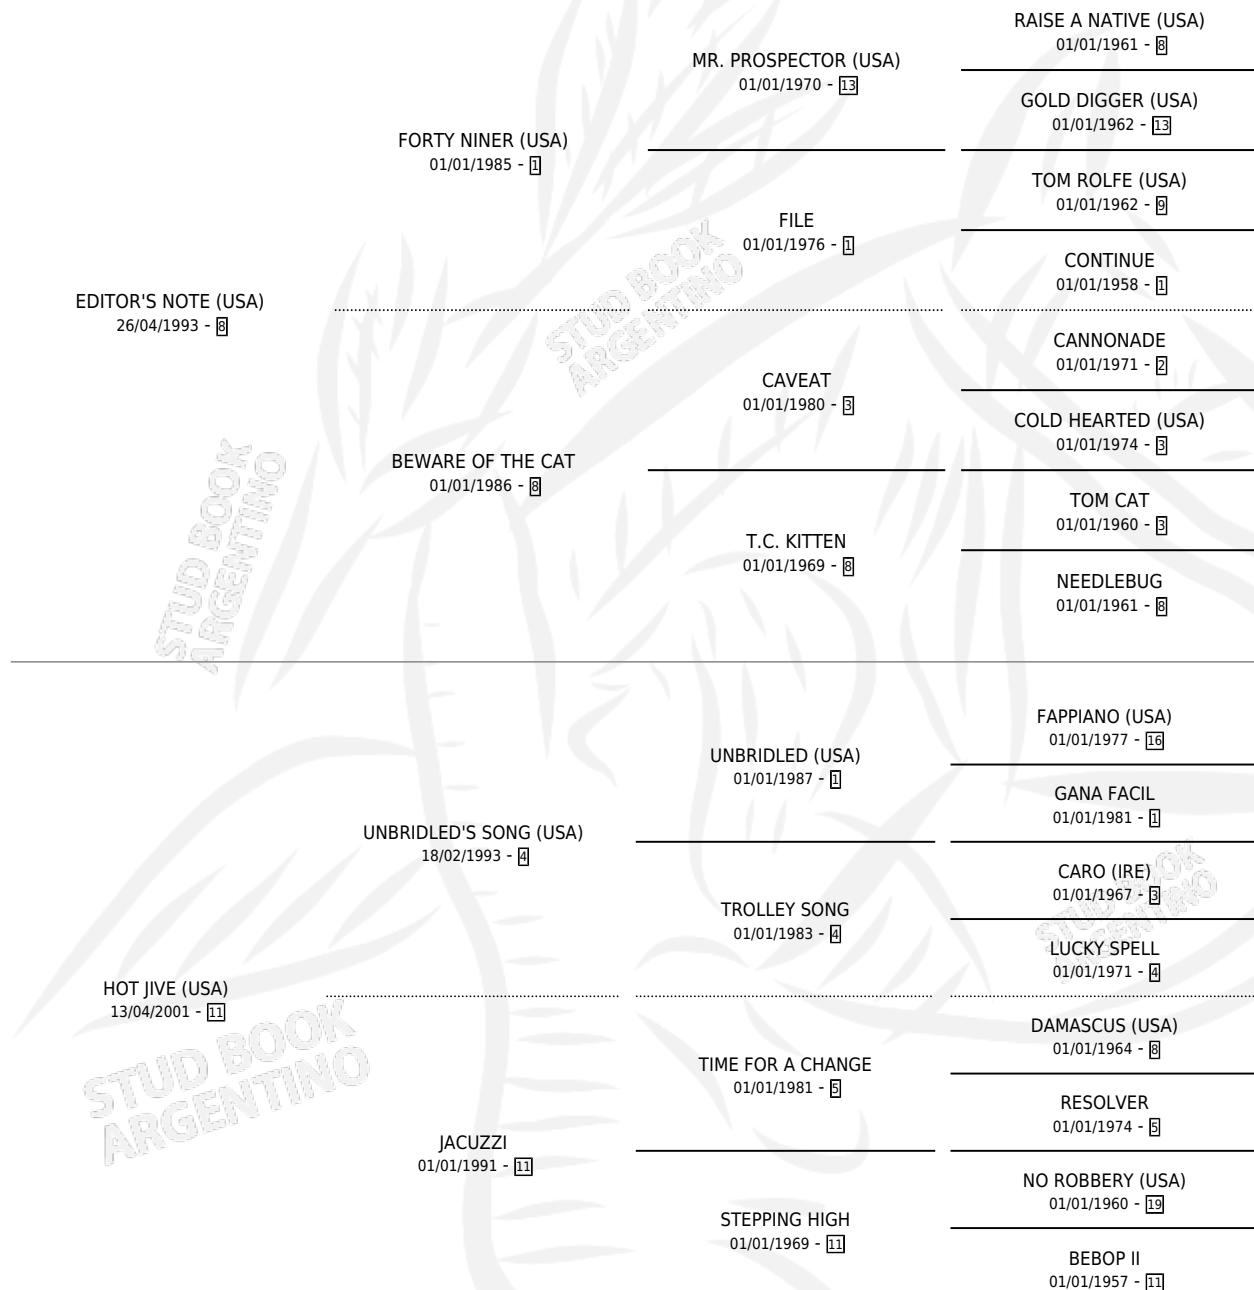 RAISE A NATIVE (USA)
01/01/1961 - 8
MR. PROSPECTOR (USA)
01/01/1970 - 13
GOLD DIGGER (USA)
01/01/1962 - 13
FORTY NINER (USA)
01/01/1985 - 1
TOM ROLFE (USA)
01/01/1962 - 9
FILE
01/01/1976 - 1
CONTINUE
01/01/1958 - 1
EDITOR'S NOTE (USA)
26/04/1993 - 8
STUD BOOK
ARGENTINO
CANNONADE
01/01/1971 - 2
CAVEAT
01/01/1980 - 3
COLD HEARTED (USA)
01/01/1974 - 3
BEWARE OF THE CAT
01/01/1986 - 8
TOM CAT
01/01/1960 - 3
T.C. KITTEN
01/01/1969 - 8
NEEDLEBUG
01/01/1961 - 8
STUD BOOK
ARGENTINO
FAPPIANO (USA)
01/01/1977 - 16
UNBRIDLED (USA)
01/01/1987 - 1
GANA FACIL
01/01/1981 - 1
UNBRIDLED'S SONG (USA)
18/02/1993 - 4
CARO (IRE)
01/01/1967 - 3
TROLLEY SONG
01/01/1983 - 4
STUD BOOK
ARGENTINO
LUCKY SPELL
01/01/1971 - 4
HOT JIVE (USA)
13/04/2001 - 11
STUD BOOK
ARGENTINO
DAMASCUS (USA)
01/01/1964 - 8
TIME FOR A CHANGE
01/01/1981 - 5
RESOLVER
01/01/1974 - 5
JACUZZI
01/01/1991 - 11
NO ROBBERY (USA)
01/01/1960 - 19
STEPPING HIGH
01/01/1969 - 11
BEBOP II
01/01/1957 - 11